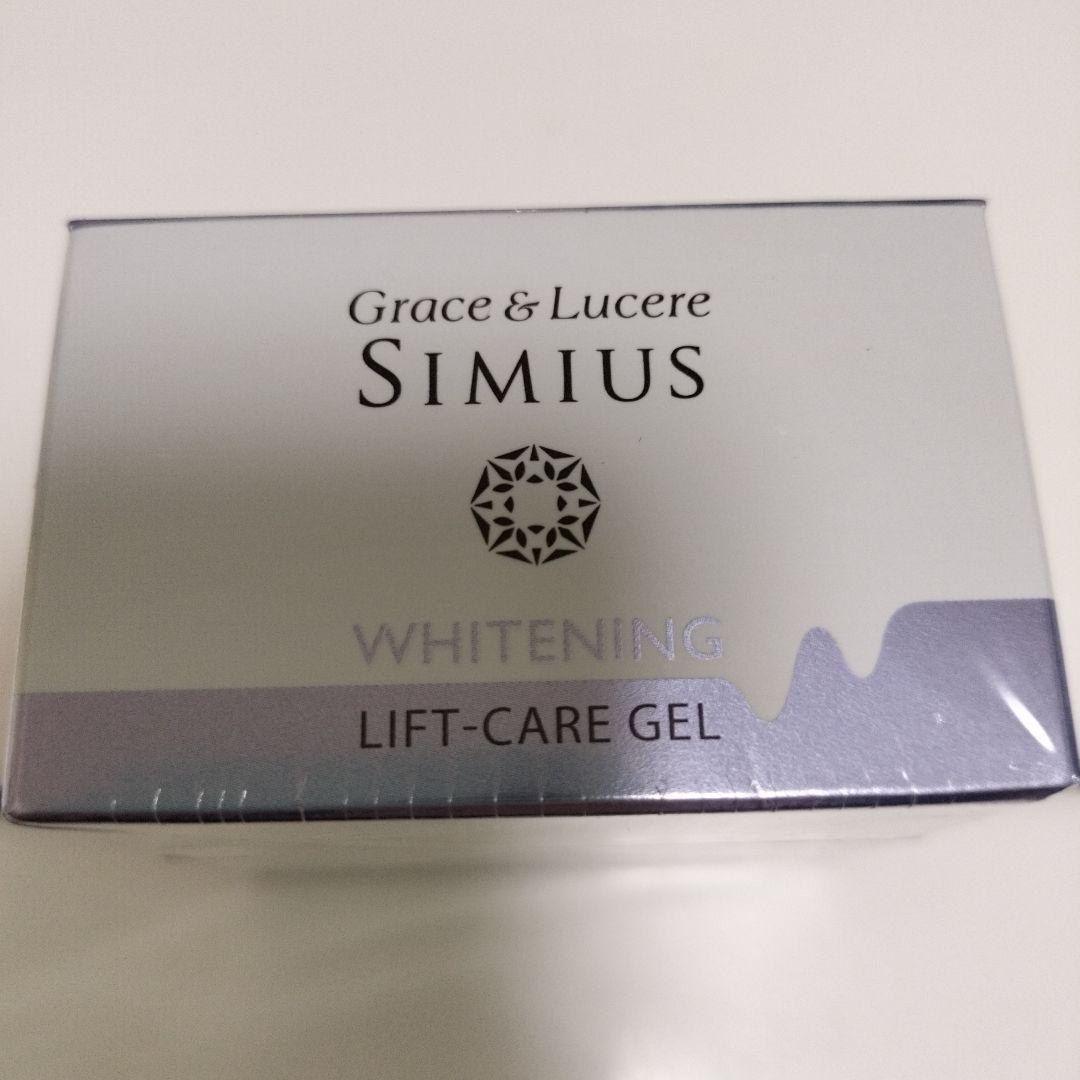 Grace & Lucere
SIMIUS
WHITENING
LIFT-CARE GEL